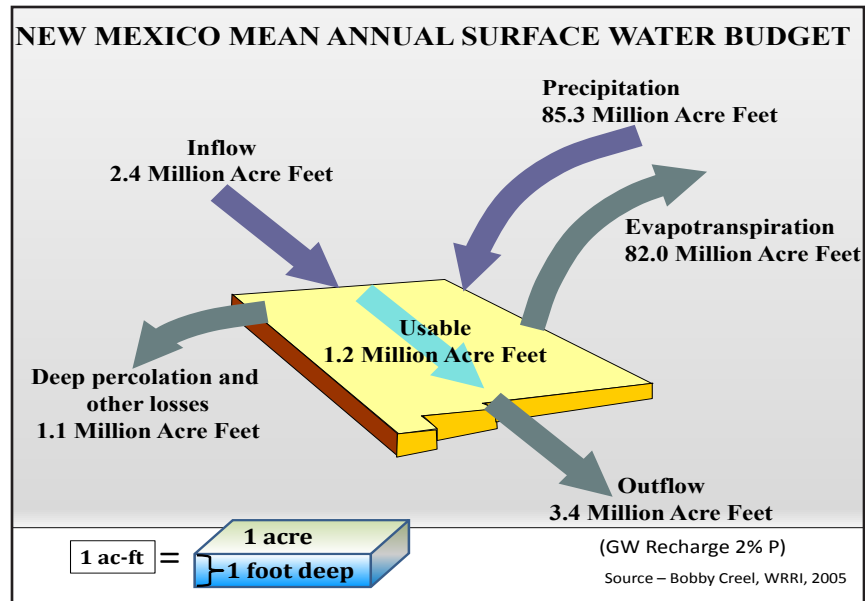 NEW MEXICO MEAN ANNUAL SURFACE WATER BUDGET
Precipitation
85.3 Million Acre Feet
Inflow
2.4 Million Acre Feet
Evapotranspiration
82.0 Million Acre Feet
Usable
1.2 Million Acre Feet
Deep percolation and
other losses
1.1 Million Acre Feet
Outflow
3.4 Million Acre Feet
1 ac-ft =
1 acre
1 foot deep
(GW Recharge 2% P)
Source – Bobby Creel, WRRI, 2005